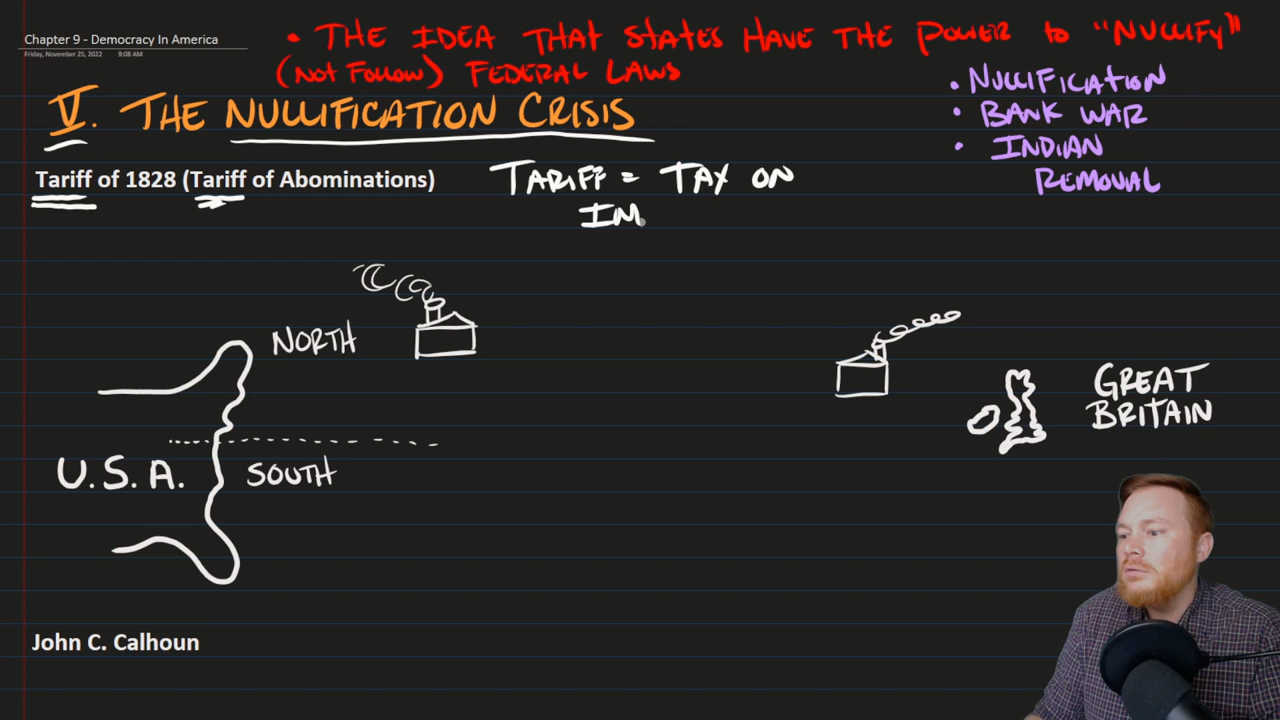 Chapter 9 - Democracy In America
Friday, November 25, 2022 9:08 AM
• THE IDEA THAT STATES HAVE THE POWER to "NULLIFY"
(NOT FOLLOW) FEDERAL LAWS
• NULLIFICATION
• BANK WAR
• INDIAN
REMOVAL
V. THE NULLIFICATION CRISIS
Tariff of 1828 (Tariff of Abominations)
TARIFF = TAX ON
IM
NORTH
GREAT
BRITAIN
U.S.A.
SOUTH
John C. Calhoun